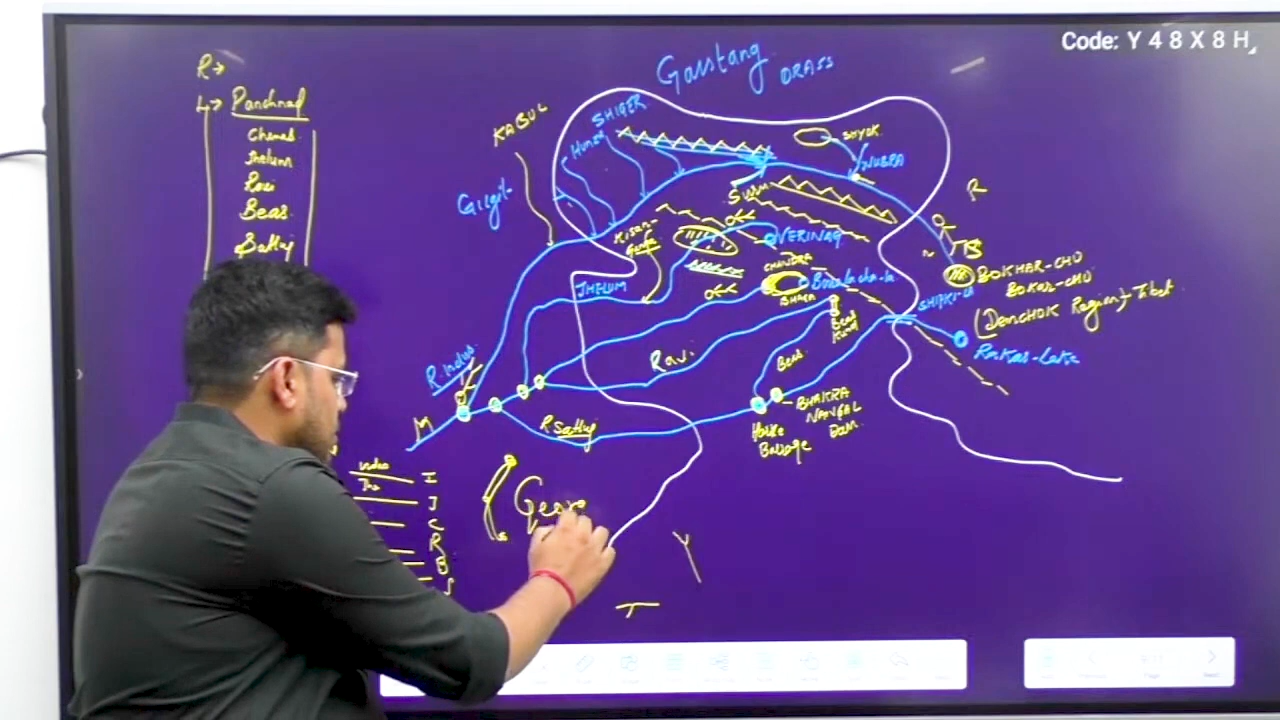 Code: Y 4 8 X 8 H
Garstang
DRASS
R→
L→ Panchnad
Chenab
Jhelum
Ravi
Beas
Satluj
KABUL
SHIGER
Hunza
Gilgit
SHYOK
NUBRA
R
Suru
Kisan-
Ganga
VERINAG
CHANDRA
BHAGA
Baralacha-la
JHELUM
BOKHAR-CHU
BOKAR-CHU
(DEMCHOK Region)-Tibet
SHIPKI-LA
Rakas-Lake
Beas
Kund
R. Indus
Ravi
Beas
BHAKRA
NANGAL
Dam
Harike
Barrage
R Satluj
M
Indus
I
J
C
R
B
S
Y
T